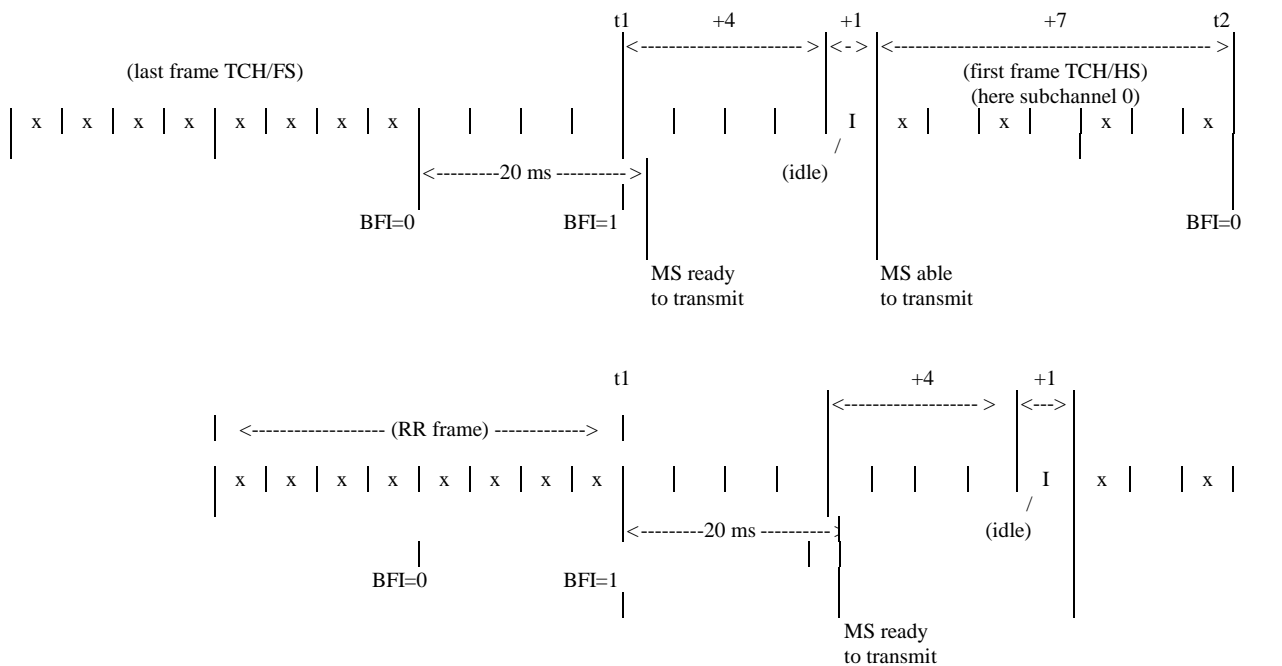 t1 +4 +1 +7 t2
<----------------------- > <- > <----------------------------------------- >
(last frame TCH/FS) (first frame TCH/HS)
(here subchannel 0)
x x x x x x x x I x x x x
/
<---------20 ms ---------- > (idle)
BFI=0 BFI=1 BFI=0
MS ready MS able
to transmit to transmit
t1 +4 +1
<----------------- > <--->
<------------------- (RR frame) ------------>
x x x x x x x x I x x
/
<---------20 ms ---------- > (idle)
BFI=0 BFI=1
MS ready
to transmit